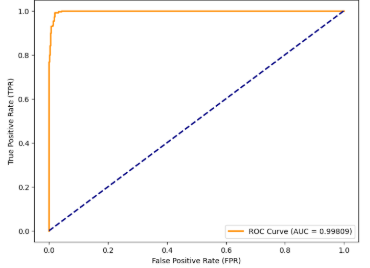 1.0
0.8
0.6
0.4
0.2
0.0
True Positive Rate (TPR)
ROC Curve (AUC = 0.99809)
0.0 0.2 0.4 0.6 0.8 1.0
False Positive Rate (FPR)